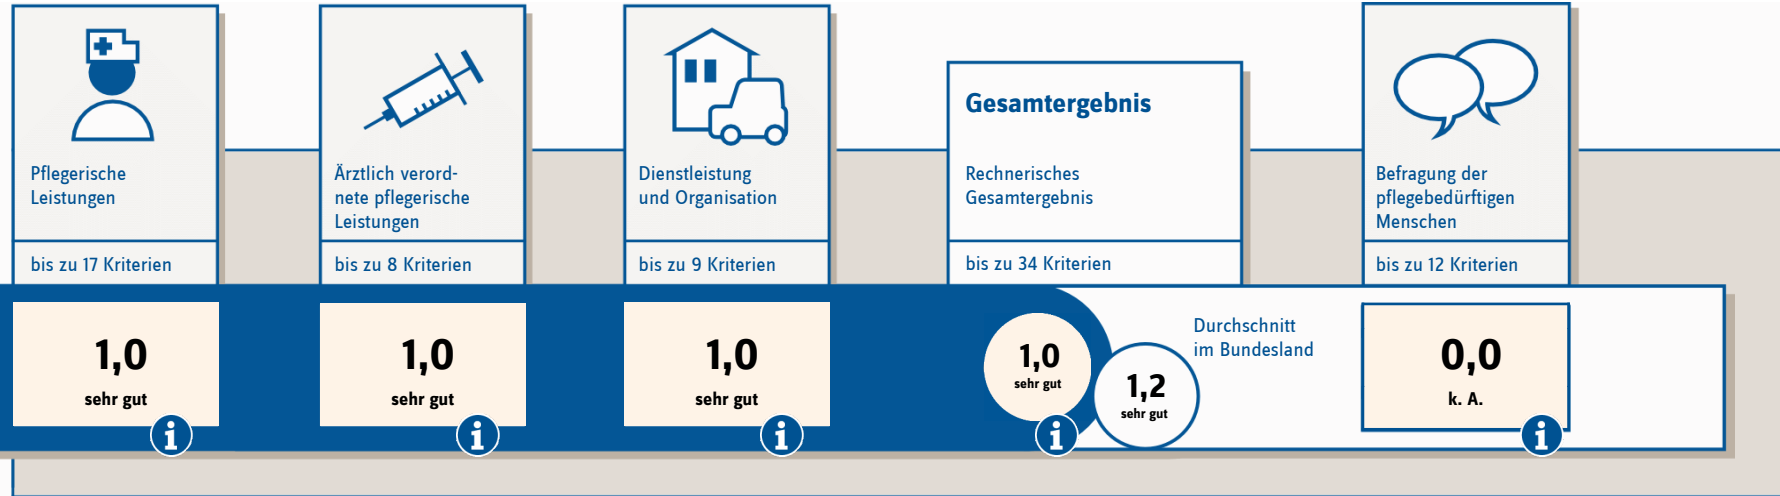 Pflegerische
Leistungen
bis zu 17 Kriterien
1,0
sehr gut
i
Ärztlich verord-
nete pflegerische
Leistungen
bis zu 8 Kriterien
1,0
sehr gut
i
Dienstleistung
und Organisation
bis zu 9 Kriterien
1,0
sehr gut
i
Gesamtergebnis
Rechnerisches
Gesamtergebnis
bis zu 34 Kriterien
1,0
sehr gut
i
Durchschnitt
im Bundesland
1,2
sehr gut
Befragung der
pflegebedürftigen
Menschen
bis zu 12 Kriterien
0,0
k. A.
i